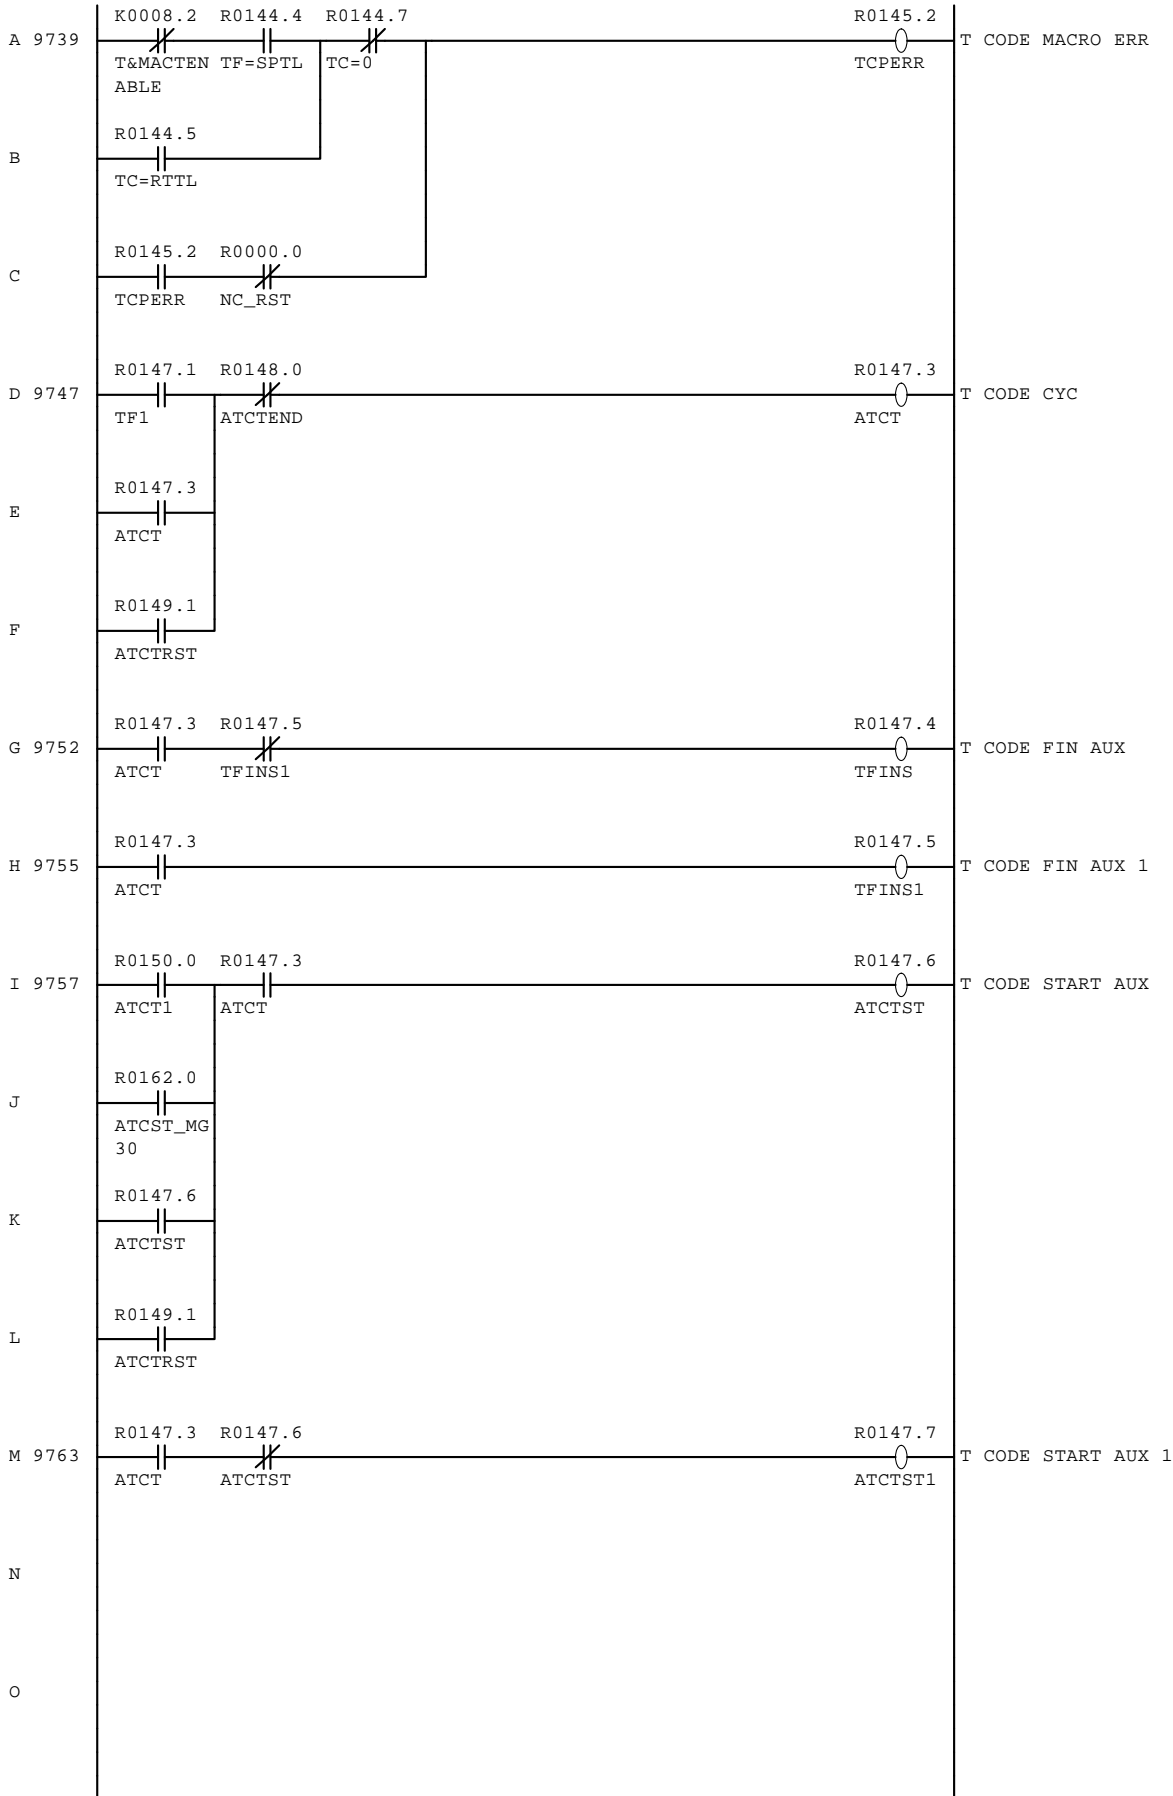 K0008.2 R0144.4 R0144.7 R0145.2
A 9739 T CODE MACRO ERR
T&MACTEN TF=SPTL TC=0 TCPERR
ABLE
R0144.5
B
TC=RTTL
R0145.2 R0000.0
C
TCPERR NC_RST
R0147.1 R0148.0 R0147.3
D 9747 T CODE CYC
TF1 ATCTEND ATCT
R0147.3
E
ATCT
R0149.1
F
ATCTRST
R0147.3 R0147.5 R0147.4
G 9752 T CODE FIN AUX
ATCT TFINS1 TFINS
R0147.3 R0147.5
H 9755 T CODE FIN AUX 1
ATCT TFINS1
R0150.0 R0147.3 R0147.6
I 9757 T CODE START AUX
ATCT1 ATCT ATCTST
R0162.0
J
ATCST_MG
30
R0147.6
K
ATCTST
R0149.1
L
ATCTRST
R0147.3 R0147.6 R0147.7
M 9763 T CODE START AUX 1
ATCT ATCTST ATCTST1
N
O